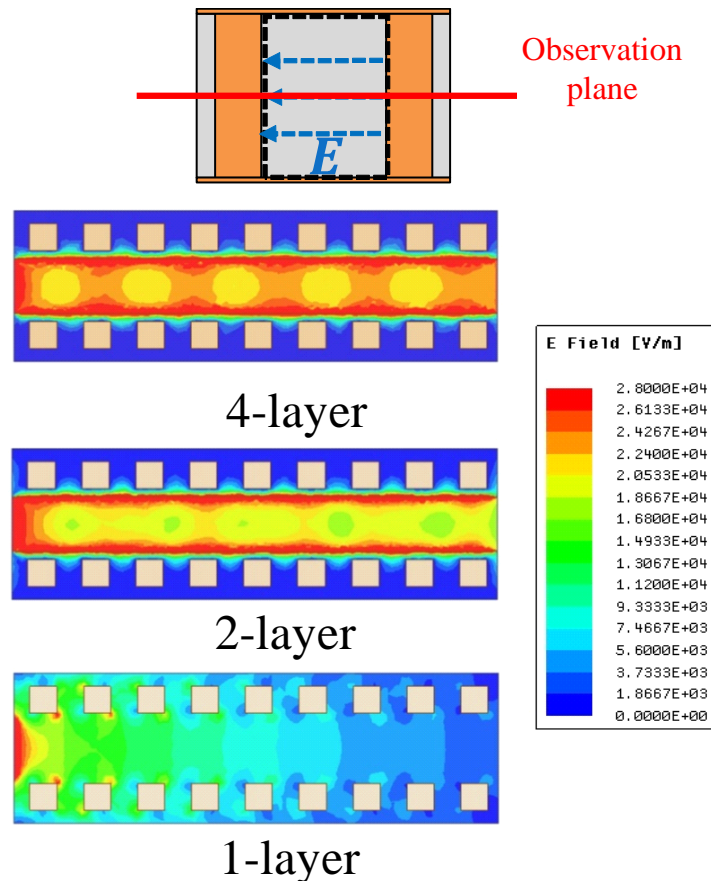 Observation
plane
E
4-layer
2-layer
1-layer
E Field [V/m]
2.8000E+04
2.6133E+04
2.4267E+04
2.2400E+04
2.0533E+04
1.8667E+04
1.6800E+04
1.4933E+04
1.3067E+04
1.1200E+04
9.3333E+03
7.4667E+03
5.6000E+03
3.7333E+03
1.8667E+03
0.0000E+00